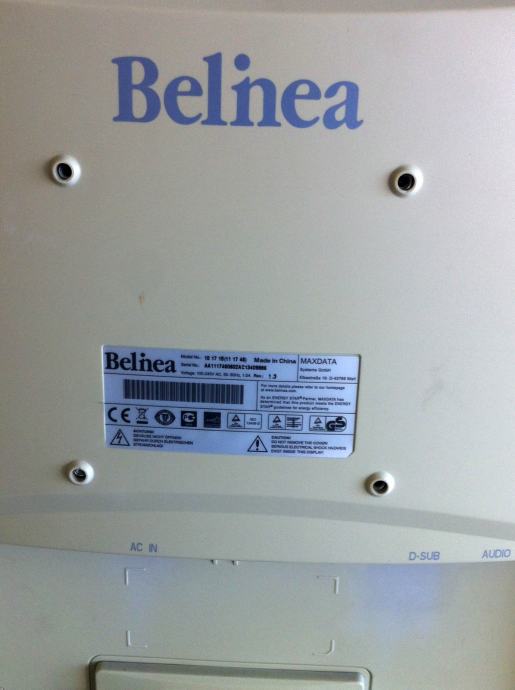 Belinea
Belinea
Model No.: 10 17 15(11 17 46) Made in China
Voltage: 100-240V AC, 50- 60Hz, 1.0A Rev.: 1.3
MAXDATA
Systems GmbH
For more details please refer to our homepage
www.belinea.com.
As an ENERGY STAR® Partner, MAXDATA has
determined that this product meets the ENERGY
STAR® guidelines for energy efficiency.
CE
ACHTUNG!
GEHÄUSE NICHT ÖFFNEN!
GEFAHR DURCH ELEKTRISCHEN
STROMSCHLAG!
CAUTION!
DO NOT REMOVE THE COVER!
SERIOUS ELECTRICAL SHOCK HAZARDS
EXIST INSIDE THIS DISPLAY.
AC IN
D-SUB
AUDIO